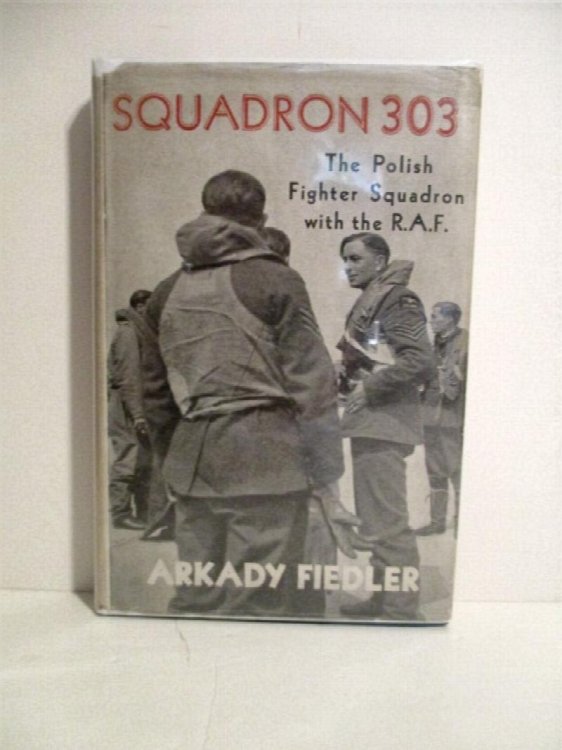 SQUADRON 303
The Polish
Fighter Squadron
with the R.A.F.
ARKADY FIEDLER